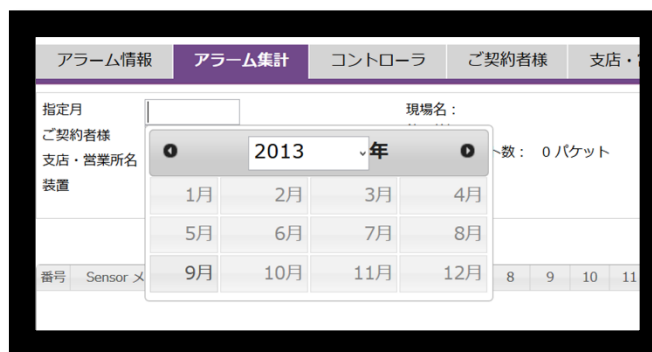 アラーム情報 アラーム集計 コントローラ ご契約者様 支店・
指定月 現場名：
ご契約者様
支店・営業所名 ト数： 0 パケット
装置
2013 年
1月 2月 3月 4月
5月 6月 7月 8月
9月 10月 11月 12月
番号 Sensor 8 9 10 11